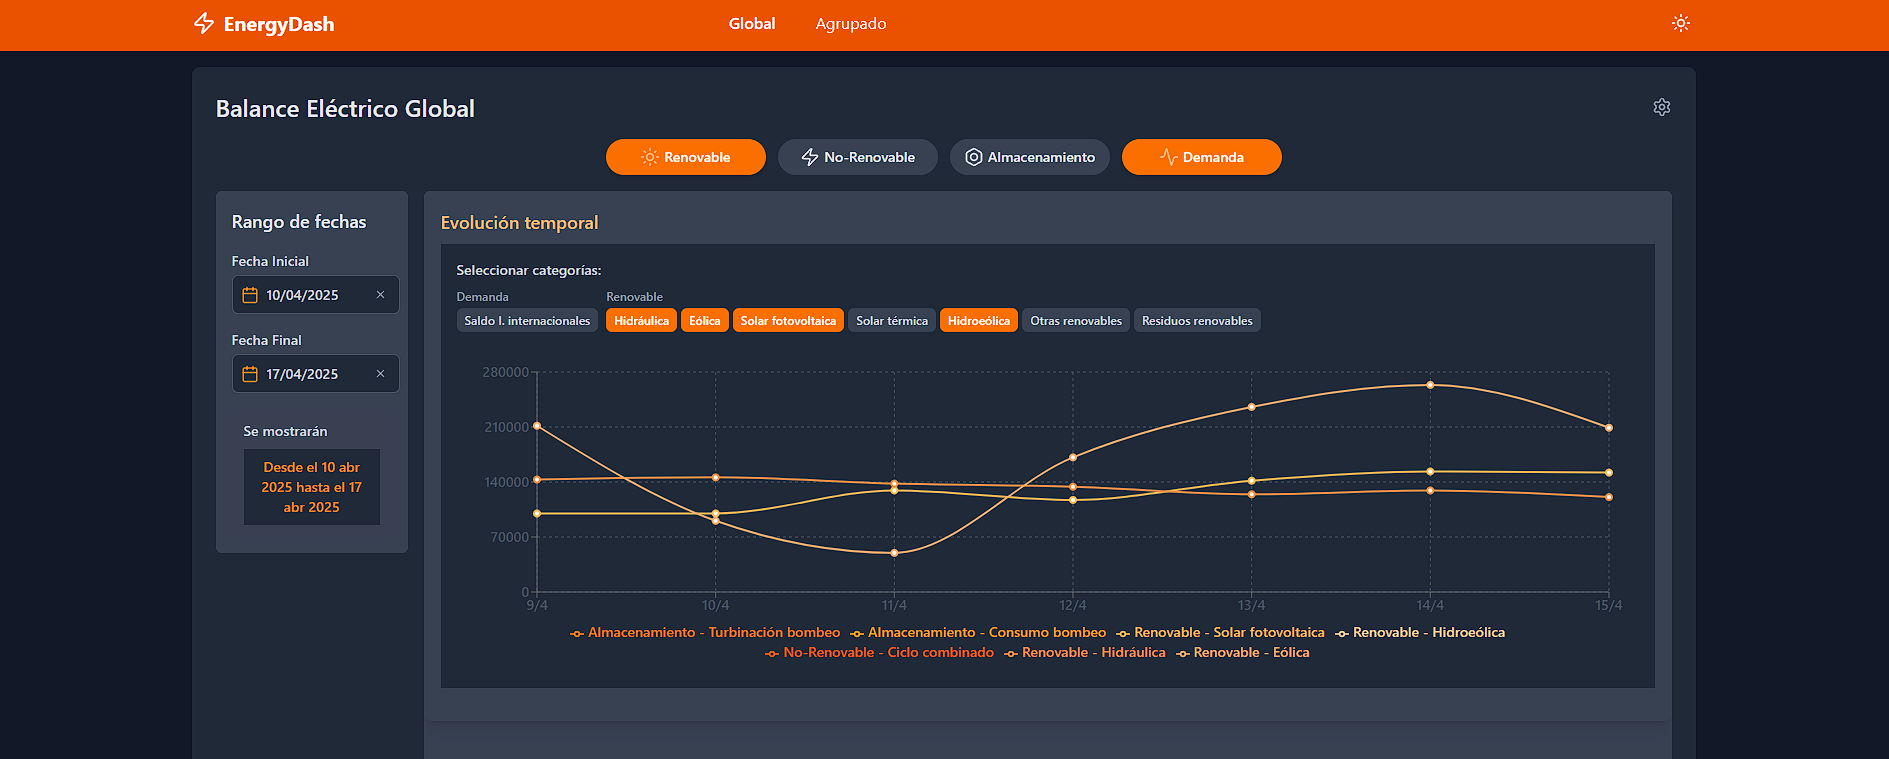 EnergyDash
Global
Agrupado
Balance Eléctrico Global
Renovable
No-Renovable
Almacenamiento
Demanda
Rango de fechas
Fecha Inicial
10/04/2025
Fecha Final
17/04/2025
Se mostrarán
Desde el 10 abr
2025 hasta el 17
abr 2025
Evolución temporal
Seleccionar categorías:
Demanda
Saldo I. internacionales
Renovable
Hidráulica
Eólica
Solar fotovoltaica
Solar térmica
Hidroeólica
Otras renovables
Residuos renovables
280000
210000
140000
70000
0
9/4
10/4
11/4
12/4
13/4
14/4
15/4
Almacenamiento - Turbinación bombeo
Almacenamiento - Consumo bombeo
Renovable - Solar fotovoltaica
Renovable - Hidroeólica
No-Renovable - Ciclo combinado
Renovable - Hidráulica
Renovable - Eólica